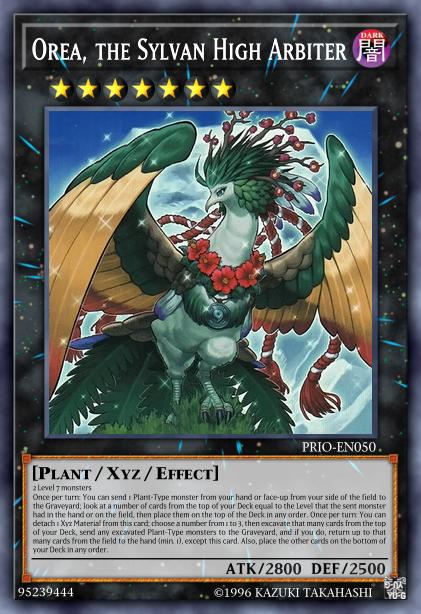 OREA, THE SYLVAN HIGH ARBITER
DARK
闇
PRIO-EN050
[PLANT / XYZ / EFFECT]
2 Level 7 monsters
Once per turn: You can send 1 Plant-Type monster from your hand or face-up from your side of the field to
the Graveyard; look at a number of cards from the top of your Deck equal to the Level that the sent monster
had in the hand or on the field, then place them on the top of the Deck in any order. Once per turn: You can
detach 1 Xyz Material from this card; choose a number from 1 to 3, then excavate that many cards from the top
of your Deck, send any excavated Plant-Type monsters to the Graveyard, and if you do, return up to that
many cards from the field to the hand (min. 1), except this card. Also, place the other cards on the bottom of
your Deck in any order.
ATK/2800 DEF/2500
95239444
©1996 KAZUKI TAKAHASHI